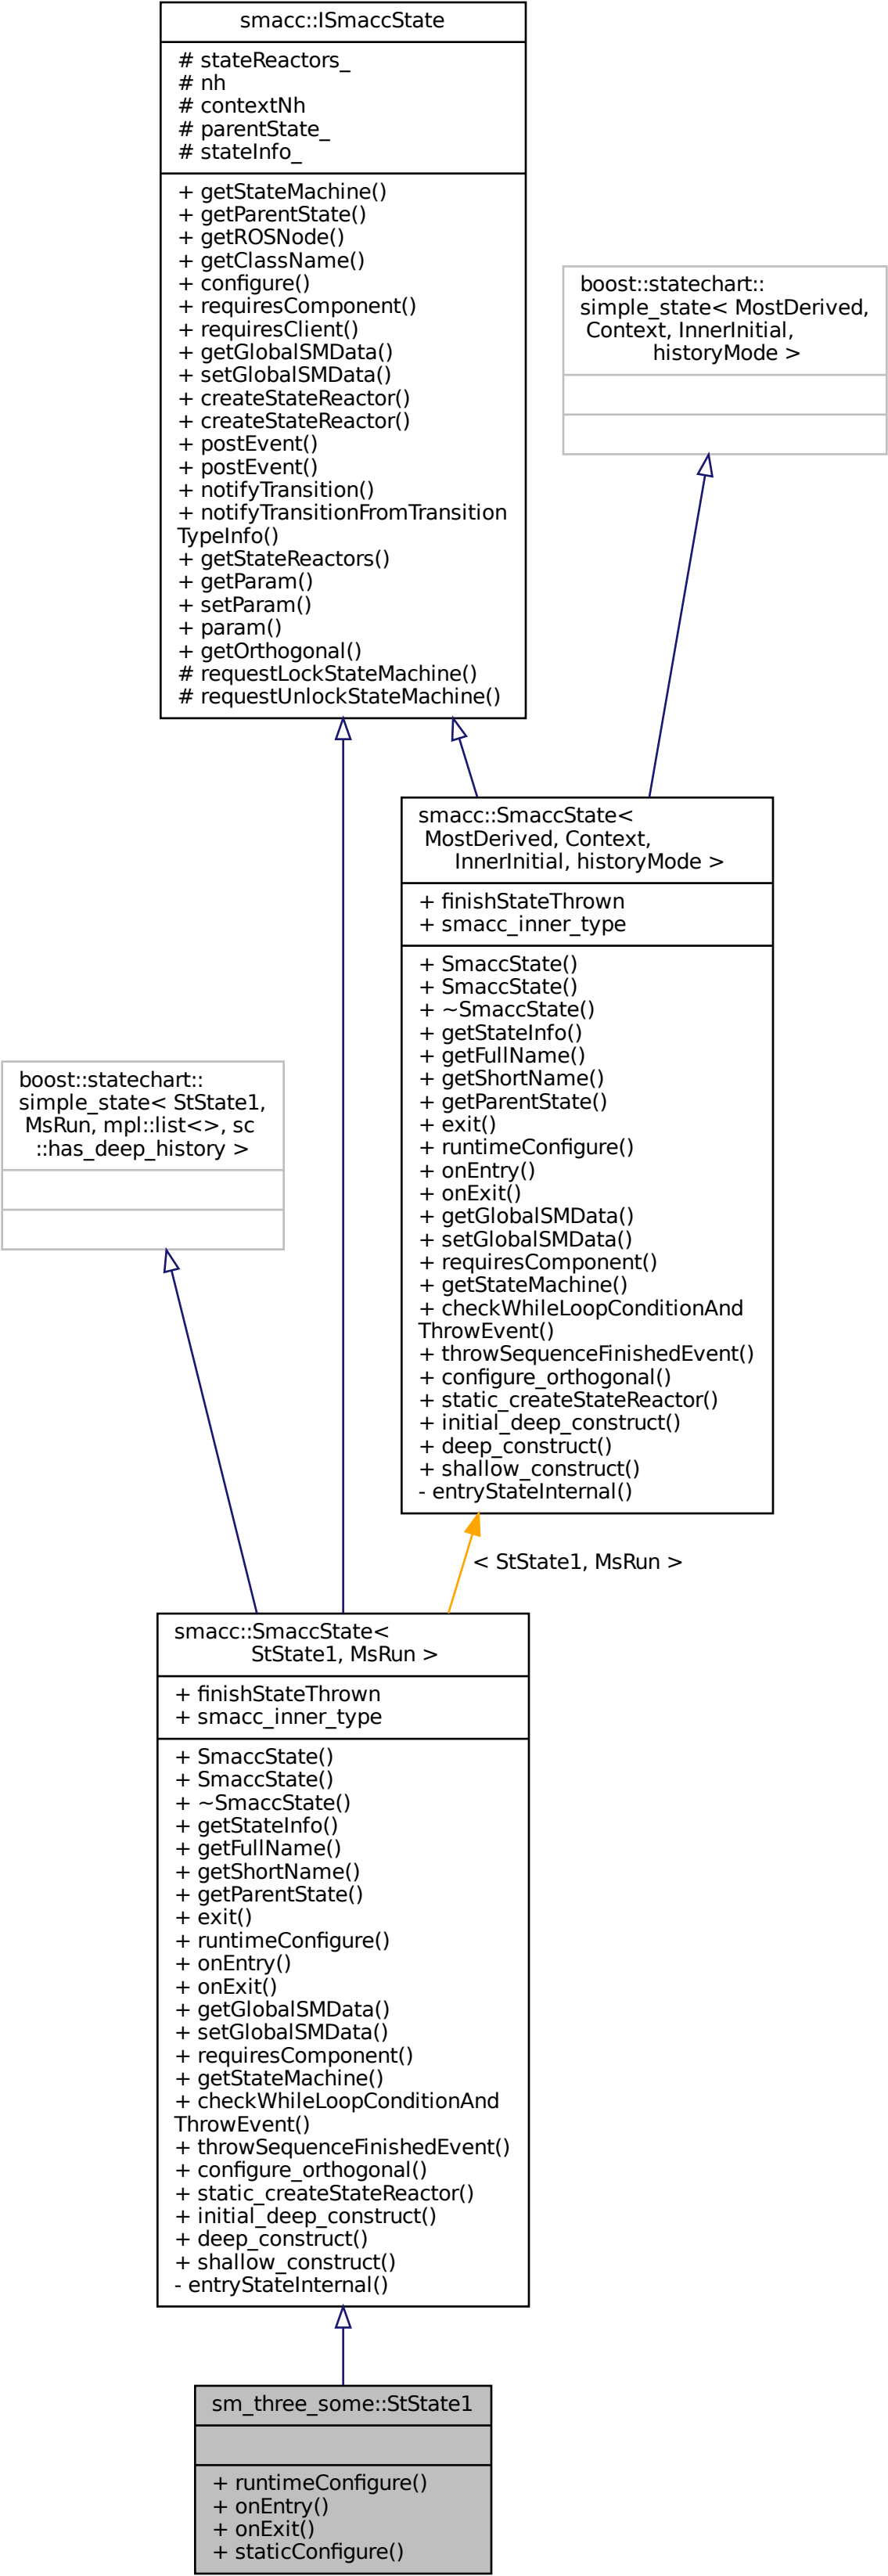 smacc::ISmaccState
# stateReactors_
# nh
# contextNh
# parentState_
# stateInfo_
+ getStateMachine()
+ getParentState()
+ getROSNode()
+ getClassName()
+ configure()
+ requiresComponent()
+ requiresClient()
+ getGlobalSMData()
+ setGlobalSMData()
+ createStateReactor()
+ createStateReactor()
+ postEvent()
+ postEvent()
+ notifyTransition()
+ notifyTransitionFromTransition
TypeInfo()
+ getStateReactors()
+ getParam()
+ setParam()
+ param()
+ getOrthogonal()
# requestLockStateMachine()
# requestUnlockStateMachine()
boost::statechart::
simple_state< MostDerived,
Context, InnerInitial,
historyMode >
smacc::SmaccState<
MostDerived, Context,
InnerInitial, historyMode >
+ finishStateThrown
+ smacc_inner_type
+ SmaccState()
+ SmaccState()
+ ~SmaccState()
+ getStateInfo()
+ getFullName()
+ getShortName()
+ getParentState()
+ exit()
+ runtimeConfigure()
+ onEntry()
+ onExit()
+ getGlobalSMData()
+ setGlobalSMData()
+ requiresComponent()
+ getStateMachine()
+ checkWhileLoopConditionAnd
ThrowEvent()
+ throwSequenceFinishedEvent()
+ configure_orthogonal()
+ static_createStateReactor()
+ initial_deep_construct()
+ deep_construct()
+ shallow_construct()
- entryStateInternal()
boost::statechart::
simple_state< StState1,
MsRun, mpl::list<>, sc
::has_deep_history >
< StState1, MsRun >
smacc::SmaccState<
StState1, MsRun >
+ finishStateThrown
+ smacc_inner_type
+ SmaccState()
+ SmaccState()
+ ~SmaccState()
+ getStateInfo()
+ getFullName()
+ getShortName()
+ getParentState()
+ exit()
+ runtimeConfigure()
+ onEntry()
+ onExit()
+ getGlobalSMData()
+ setGlobalSMData()
+ requiresComponent()
+ getStateMachine()
+ checkWhileLoopConditionAnd
ThrowEvent()
+ throwSequenceFinishedEvent()
+ configure_orthogonal()
+ static_createStateReactor()
+ initial_deep_construct()
+ deep_construct()
+ shallow_construct()
- entryStateInternal()
sm_three_some::StState1
+ runtimeConfigure()
+ onEntry()
+ onExit()
+ staticConfigure()